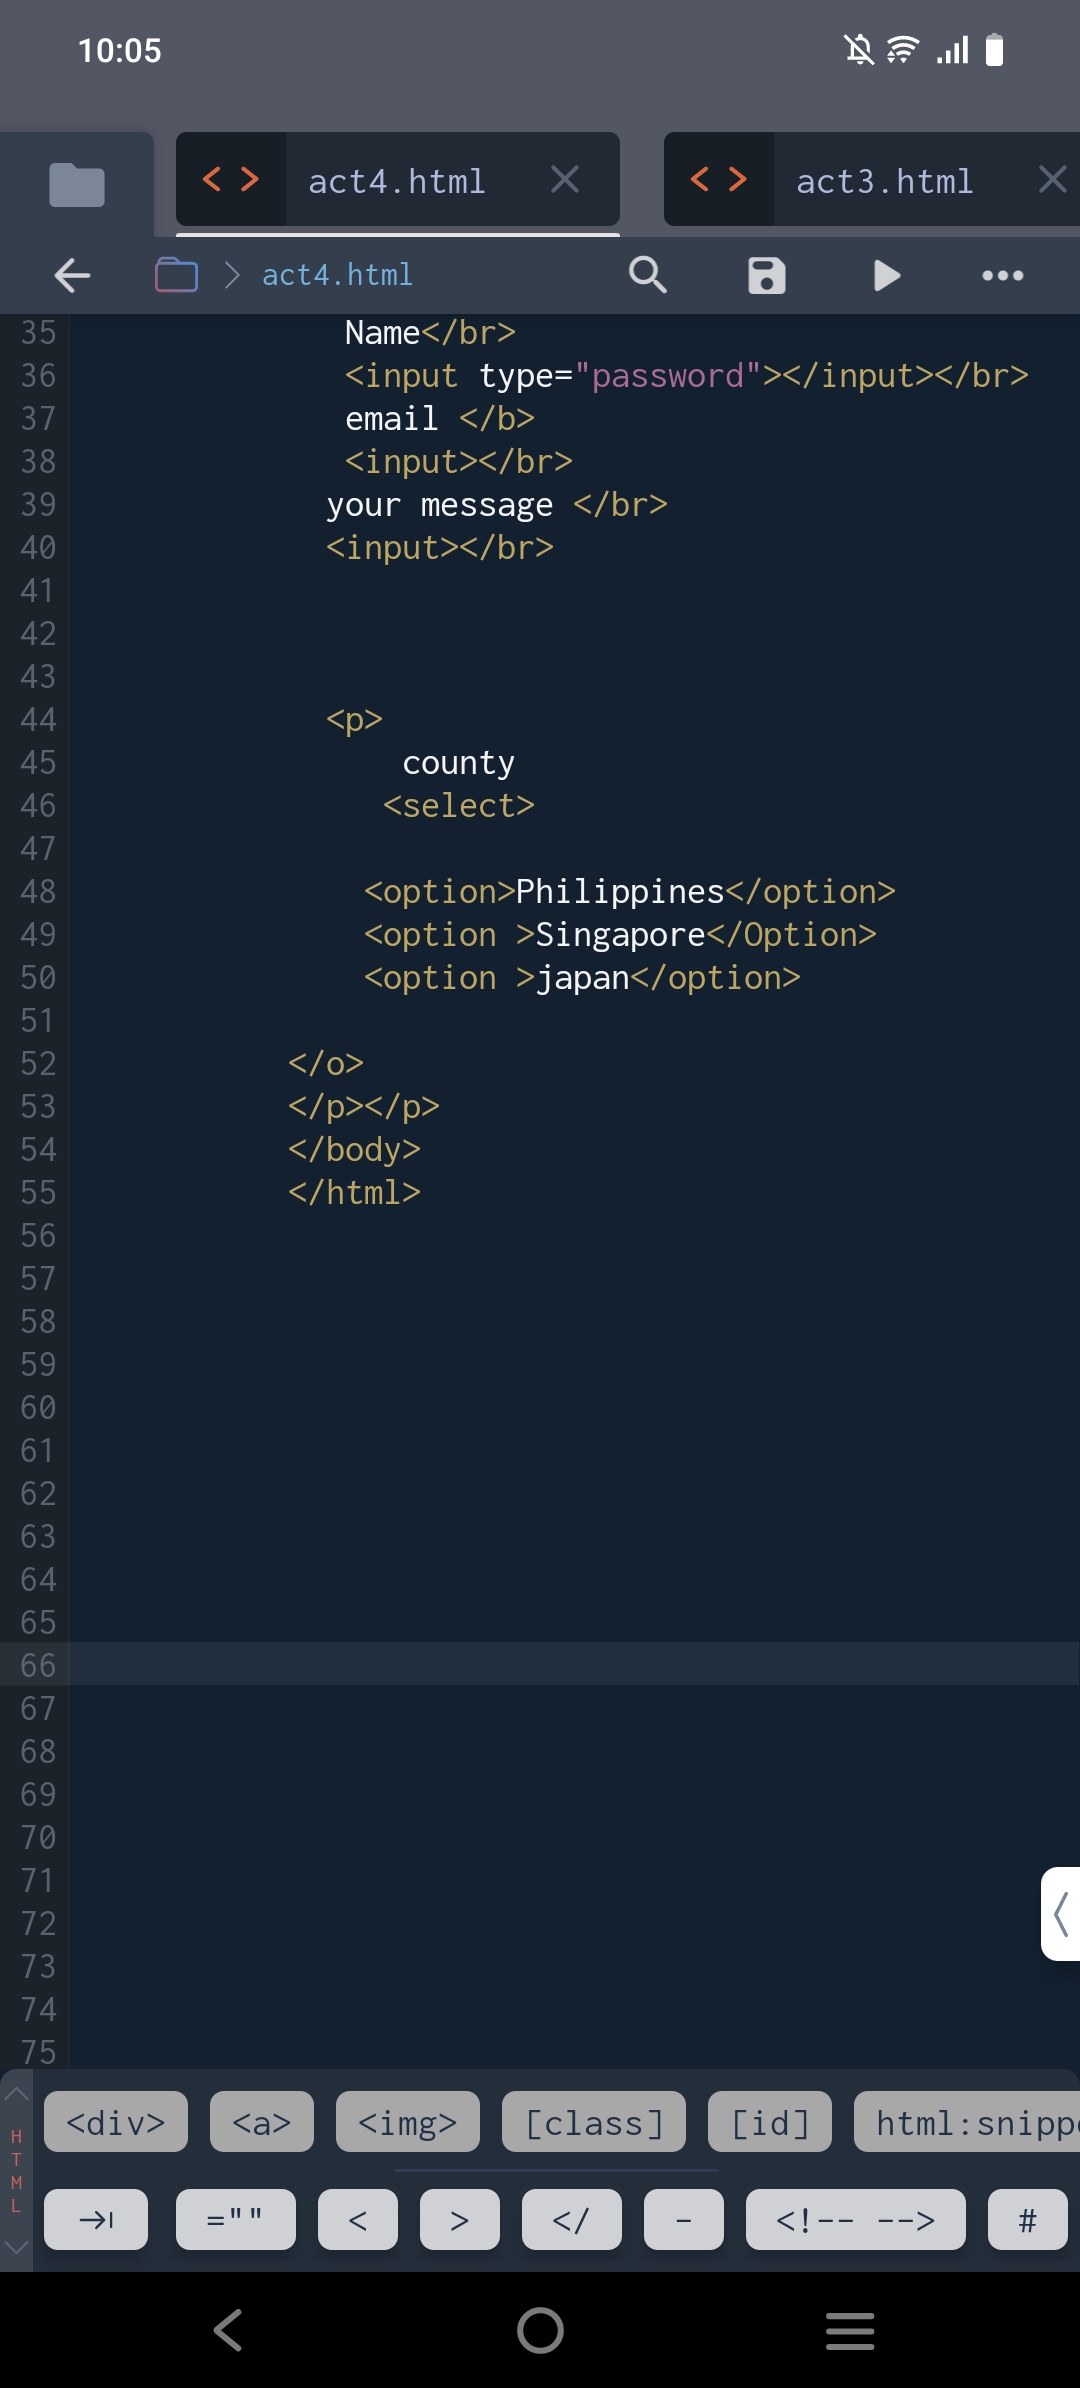 10:05
act4.html
act3.html
act4.html
35 Name</br>
36 <input type="password"></input></br>
37 email </b>
38 <input></br>
39 your message </br>
40 <input></br>
41
42
43
44 <p>
45 county
46 <select>
47
48 <option>Philippines</option>
49 <option >Singapore</Option>
50 <option >japan</option>
51
52 </o>
53 </p></p>
54 </body>
55 </html>
56
57
58
59
60
61
62
63
64
65
66
67
68
69
70
71
72
73
74
75
HTML
<div> <a> <img> [class] [id] html:snipp
="" < > </ - <!-- --> #